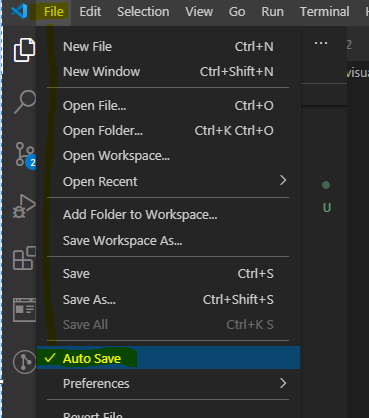 File Edit Selection View Go Run Terminal
New File Ctrl+N
New Window Ctrl+Shift+N
Open File... Ctrl+O
Open Folder... Ctrl+K Ctrl+O
Open Workspace...
Open Recent
Add Folder to Workspace...
Save Workspace As...
Save Ctrl+S
Save As... Ctrl+Shift+S
Save All Ctrl+K S
Auto Save
Preferences
Revert File
... 2
visua
U
2